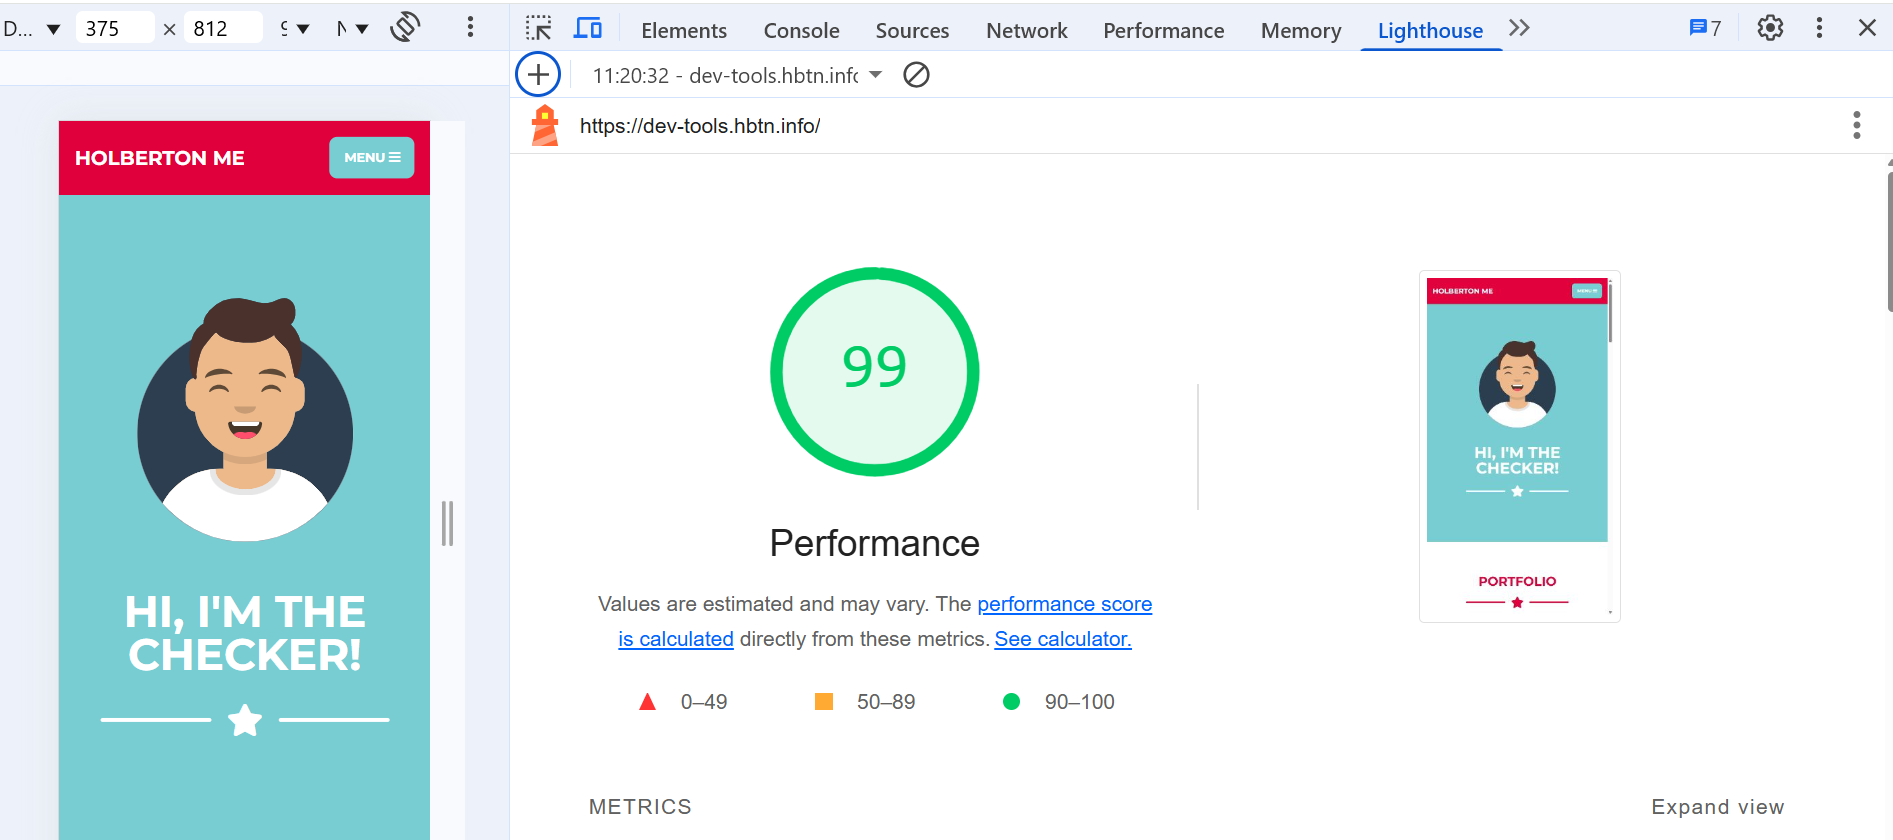 D... 375 × 812
Elements Console Sources Network Performance Memory Lighthouse 7
11:20:32 - dev-tools.hbtn.info
https://dev-tools.hbtn.info/
HOLBERTON ME
MENU
HI, I'M THE
CHECKER!
99
Performance
Values are estimated and may vary. The performance score
is calculated directly from these metrics. See calculator.
0–49 50–89 90–100
HOLBERTON ME
MENU
HI, I'M THE
CHECKER!
PORTFOLIO
METRICS
Expand view